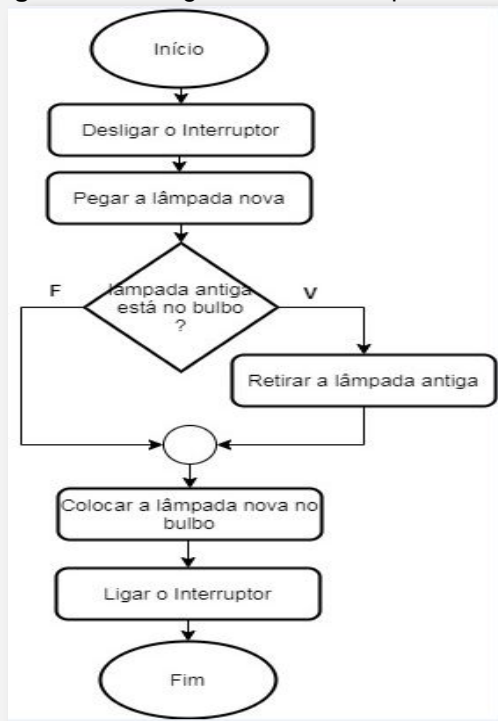 Início
Desligar o Interruptor
Pegar a lâmpada nova
F
lâmpada antiga
V
está no bulbo
?
Retirar a lâmpada antiga
Colocar a lâmpada nova no
bulbo
Ligar o Interruptor
Fim